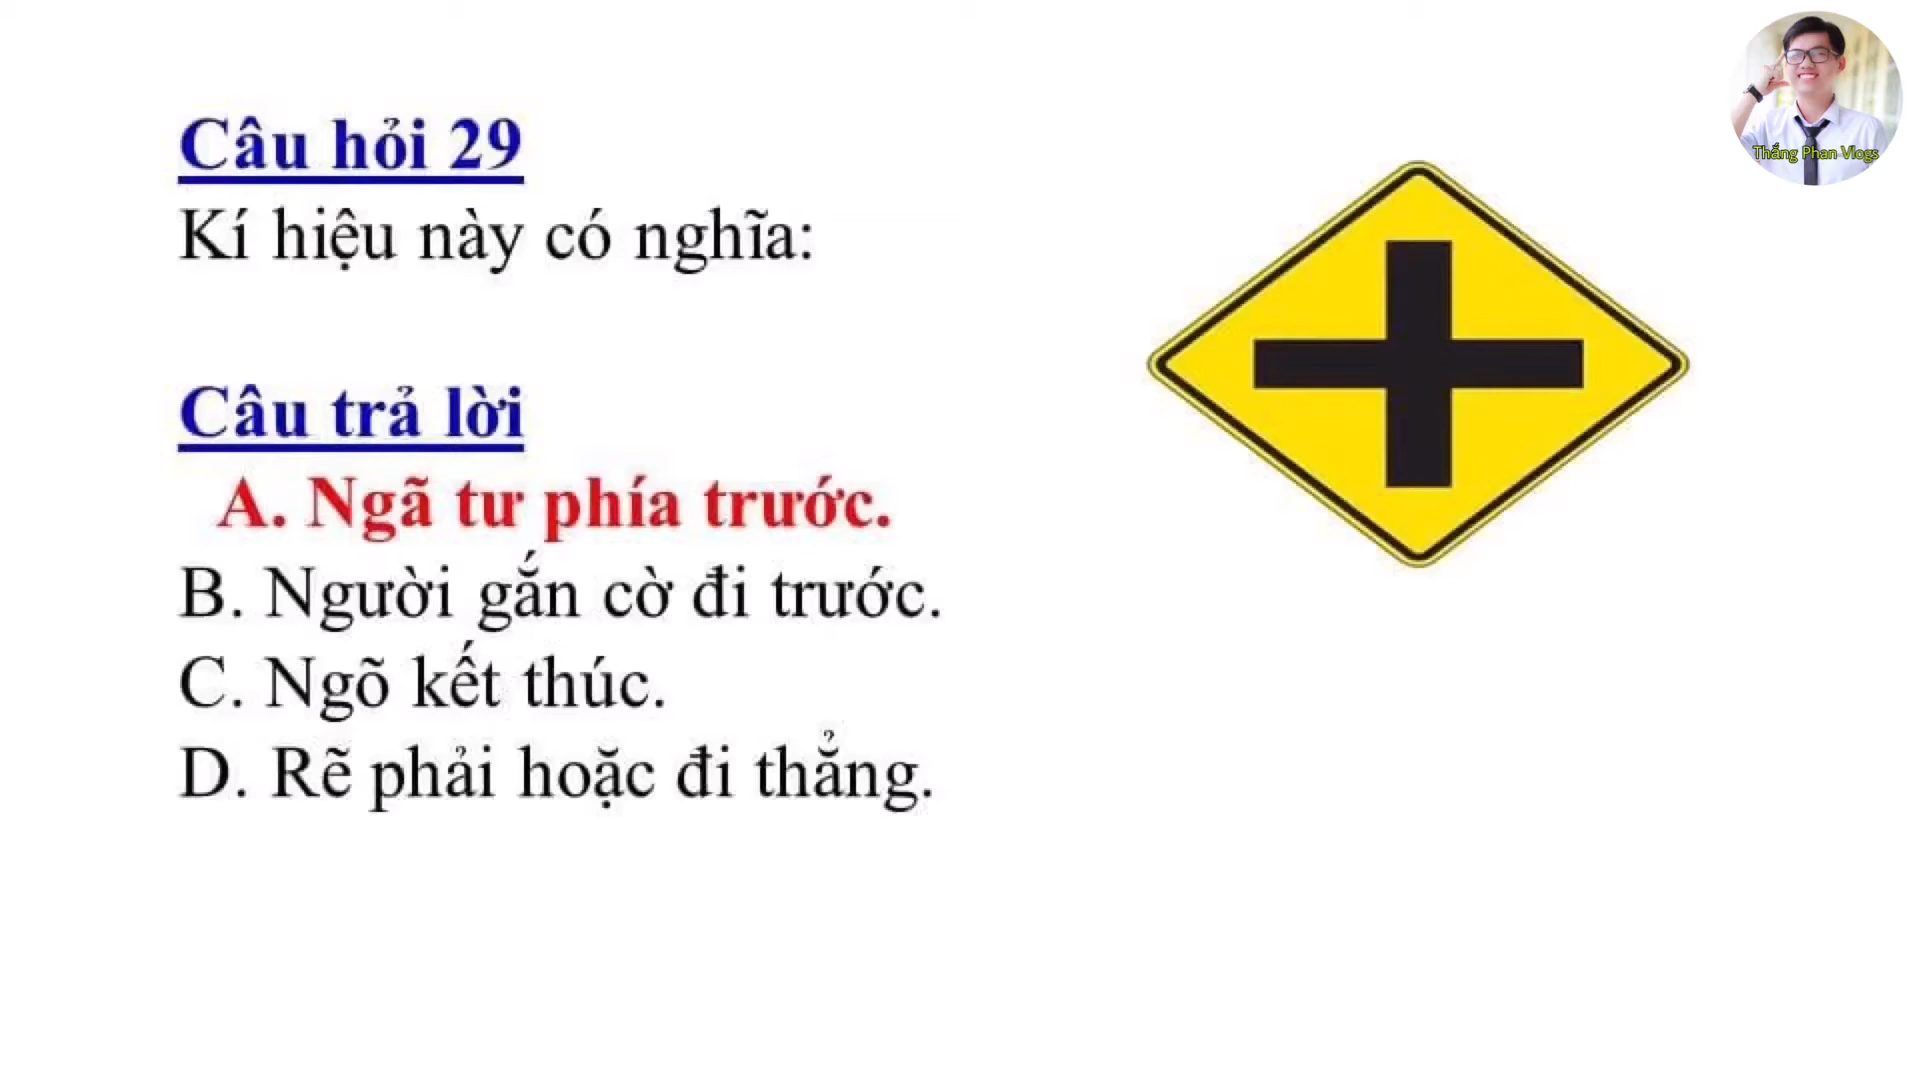 Câu hỏi 29
Kí hiệu này có nghĩa:
Câu trả lời
A. Ngã tư phía trước.
B. Người gắn cờ đi trước.
C. Ngõ kết thúc.
D. Rẽ phải hoặc đi thẳng.
Thắng Phan Vlogs